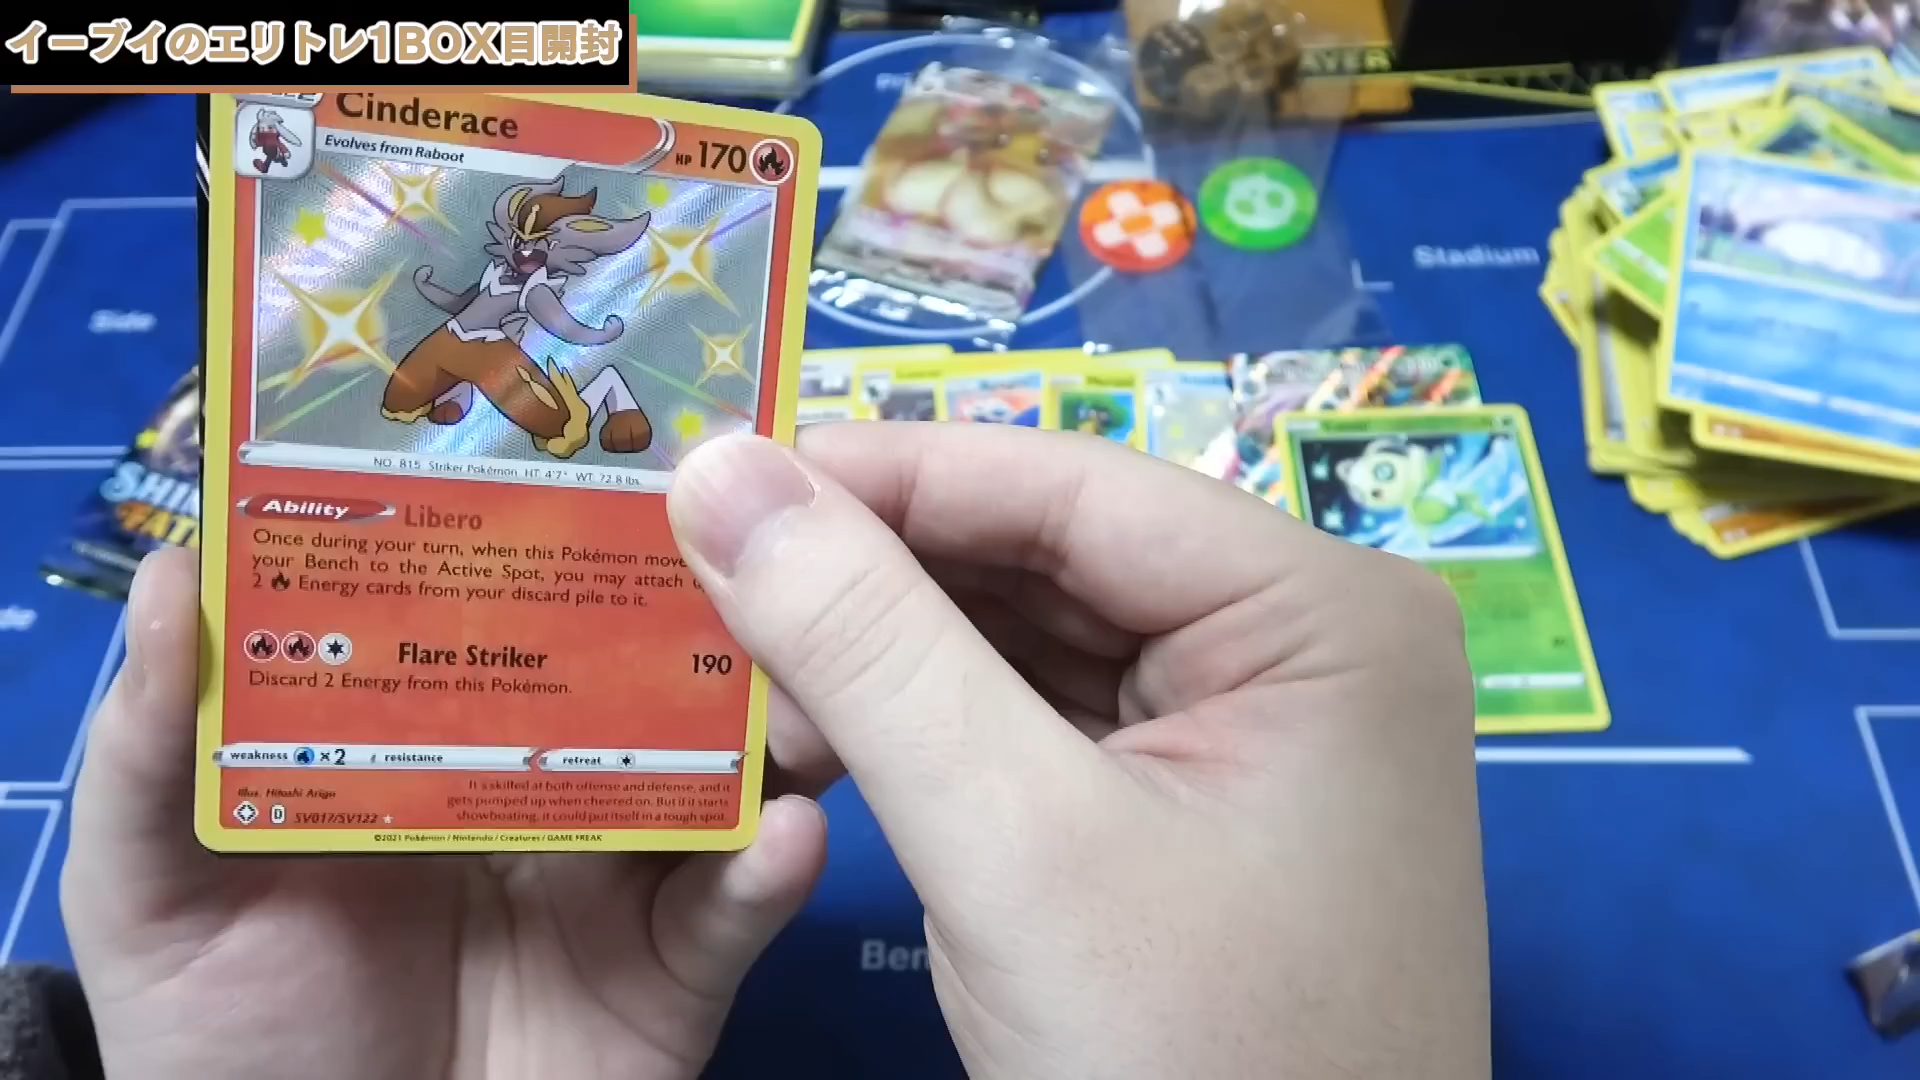 イーブイのエリトレ1BOX目開封
Cinderace
Evolves from Raboot
HP 170
NO. 815 Striker Pokémon HT: 4'7" WT: 72.8 lbs.
Ability Libero
Once during your turn, when this Pokémon move
your Bench to the Active Spot, you may attach
2 Energy cards from your discard pile to it.
Flare Striker 190
Discard 2 Energy from this Pokémon.
weakness ×2 resistance retreat
It is skilled at both offense and defense, and it
gets pumped up when cheered on. But if it starts
showboating, it could put itself in a tough spot.
Illus. Hitoshi Ariga
D SV017/SV122
©2021 Pokémon / Nintendo / Creatures / GAME FREAK
Stadium
Side
Ben
SHIN
FAT